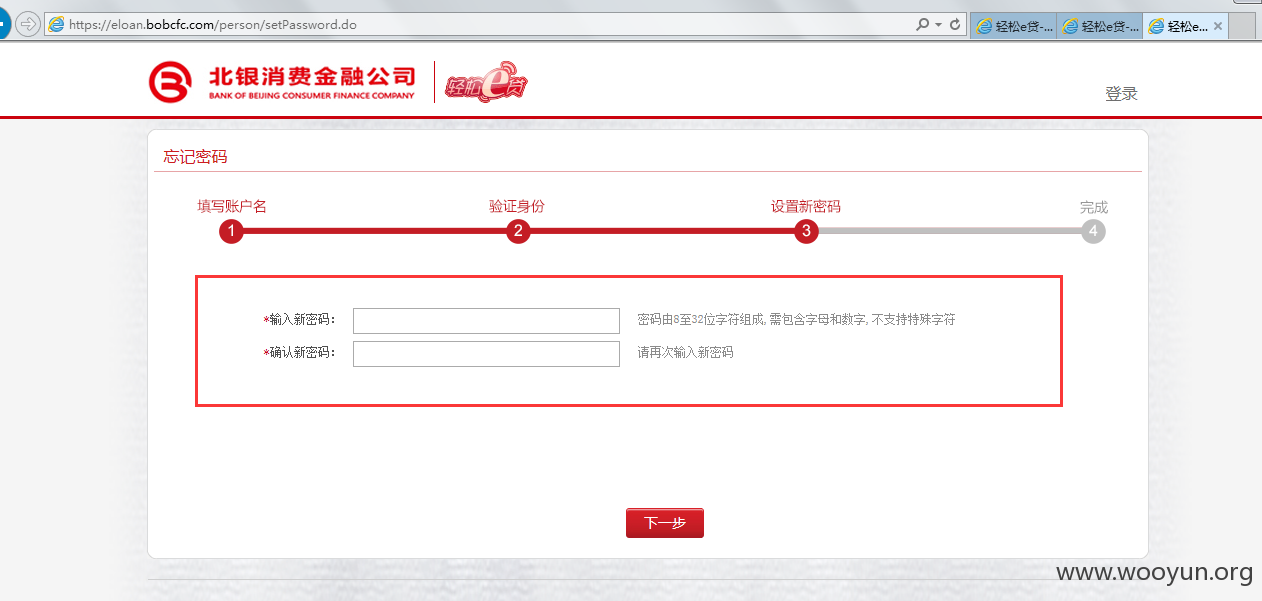 https://eloan.bobcfc.com/person/setPassword.do
轻松e贷-...
轻松e贷-...
轻松e...
北银消费金融公司
BANK OF BEIJING CONSUMER FINANCE COMPANY
轻松e贷
登录
忘记密码
填写账户名 验证身份 设置新密码 完成
1 2 3 4
*输入新密码: 密码由8至32位字符组成, 需包含字母和数字, 不支持特殊字符
*确认新密码: 请再次输入新密码
下一步
www.wooyun.org